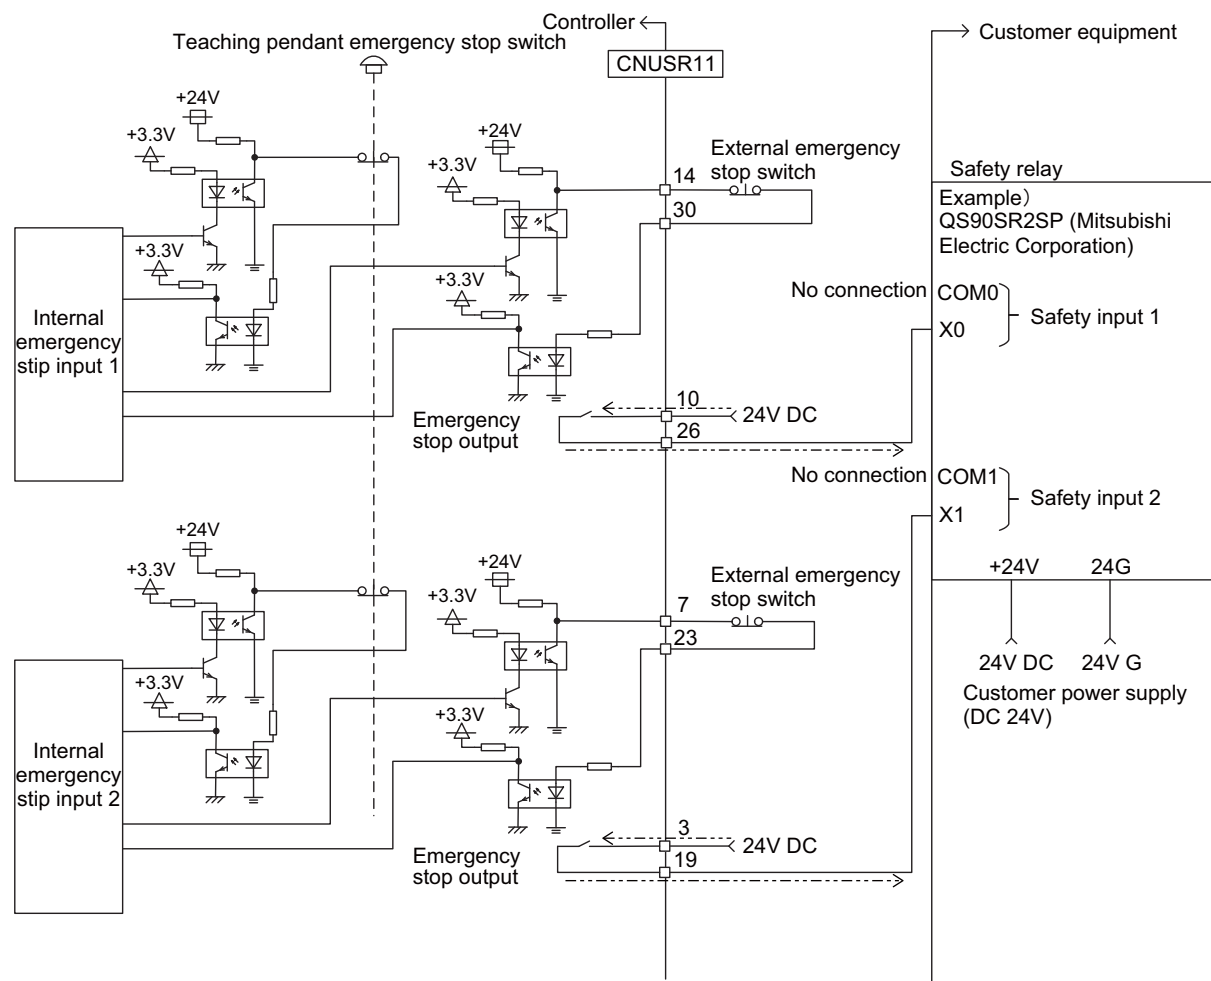 Controller
Customer equipment
Teaching pendant emergency stop switch
CNUSR11
+24V
+3.3V
+24V
+3.3V
External emergency
stop switch
14
30
Safety relay
Example）
QS90SR2SP (Mitsubishi
Electric Corporation)
+3.3V
+3.3V
No connection
COM0
X0
Safety input 1
Internal
emergency
stip input 1
Emergency
stop output
10
24V DC
26
No connection
COM1
X1
Safety input 2
+24V
+3.3V
+24V
+3.3V
External emergency
stop switch
7
23
+24V
24G
24V DC
24V G
Customer power supply
(DC 24V)
+3.3V
+3.3V
Internal
emergency
stip input 2
Emergency
stop output
3
24V DC
19